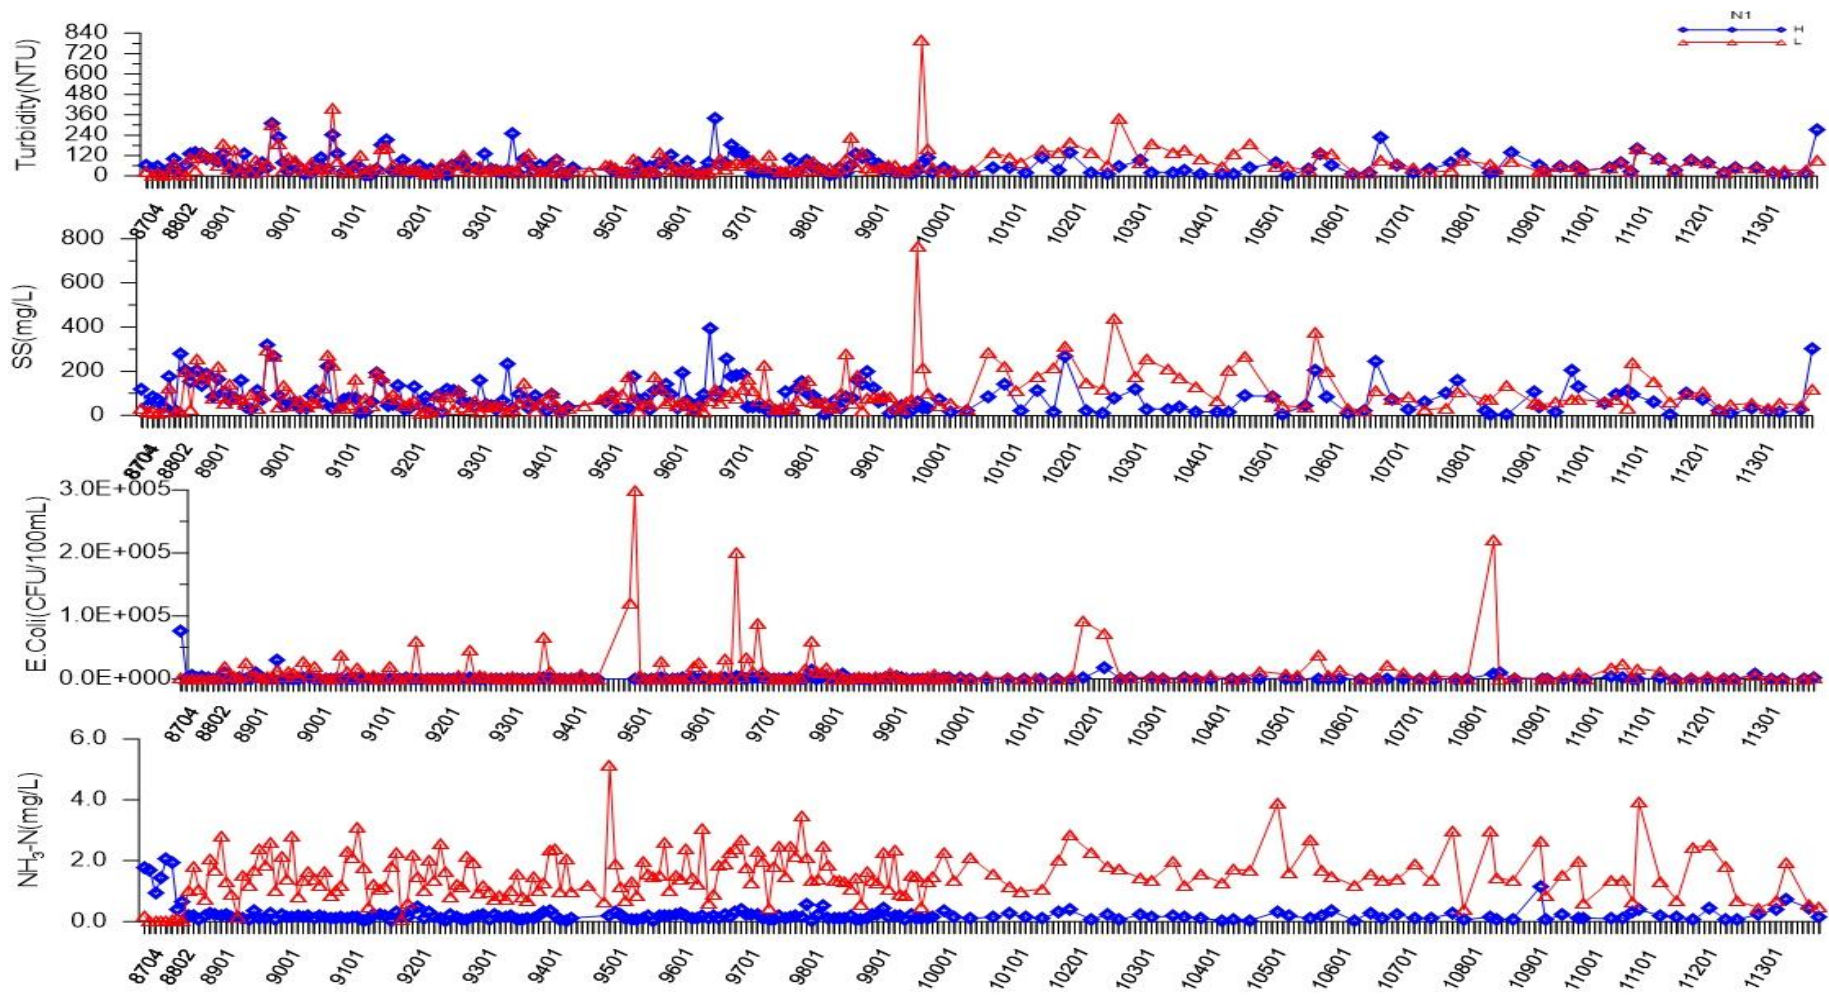 N1
H
L
Turbidity(NTU)
840
720
600
480
360
240
120
0
8704 8802 8901 9001 9101 9201 9301 9401 9501 9601 9701 9801 9901 10001 10101 10201 10301 10401 10501 10601 10701 10801 10901 11001 11101 11201 11301
SS(mg/L)
800
600
400
200
0
8704 8802 8901 9001 9101 9201 9301 9401 9501 9601 9701 9801 9901 10001 10101 10201 10301 10401 10501 10601 10701 10801 10901 11001 11101 11201 11301
E.Coli(CFU/100mL)
3.0E+005
2.0E+005
1.0E+005
0.0E+000
8704 8802 8901 9001 9101 9201 9301 9401 9501 9601 9701 9801 9901 10001 10101 10201 10301 10401 10501 10601 10701 10801 10901 11001 11101 11201 11301
NH3-N(mg/L)
6.0
4.0
2.0
0.0
8704 8802 8901 9001 9101 9201 9301 9401 9501 9601 9701 9801 9901 10001 10101 10201 10301 10401 10501 10601 10701 10801 10901 11001 11101 11201 11301